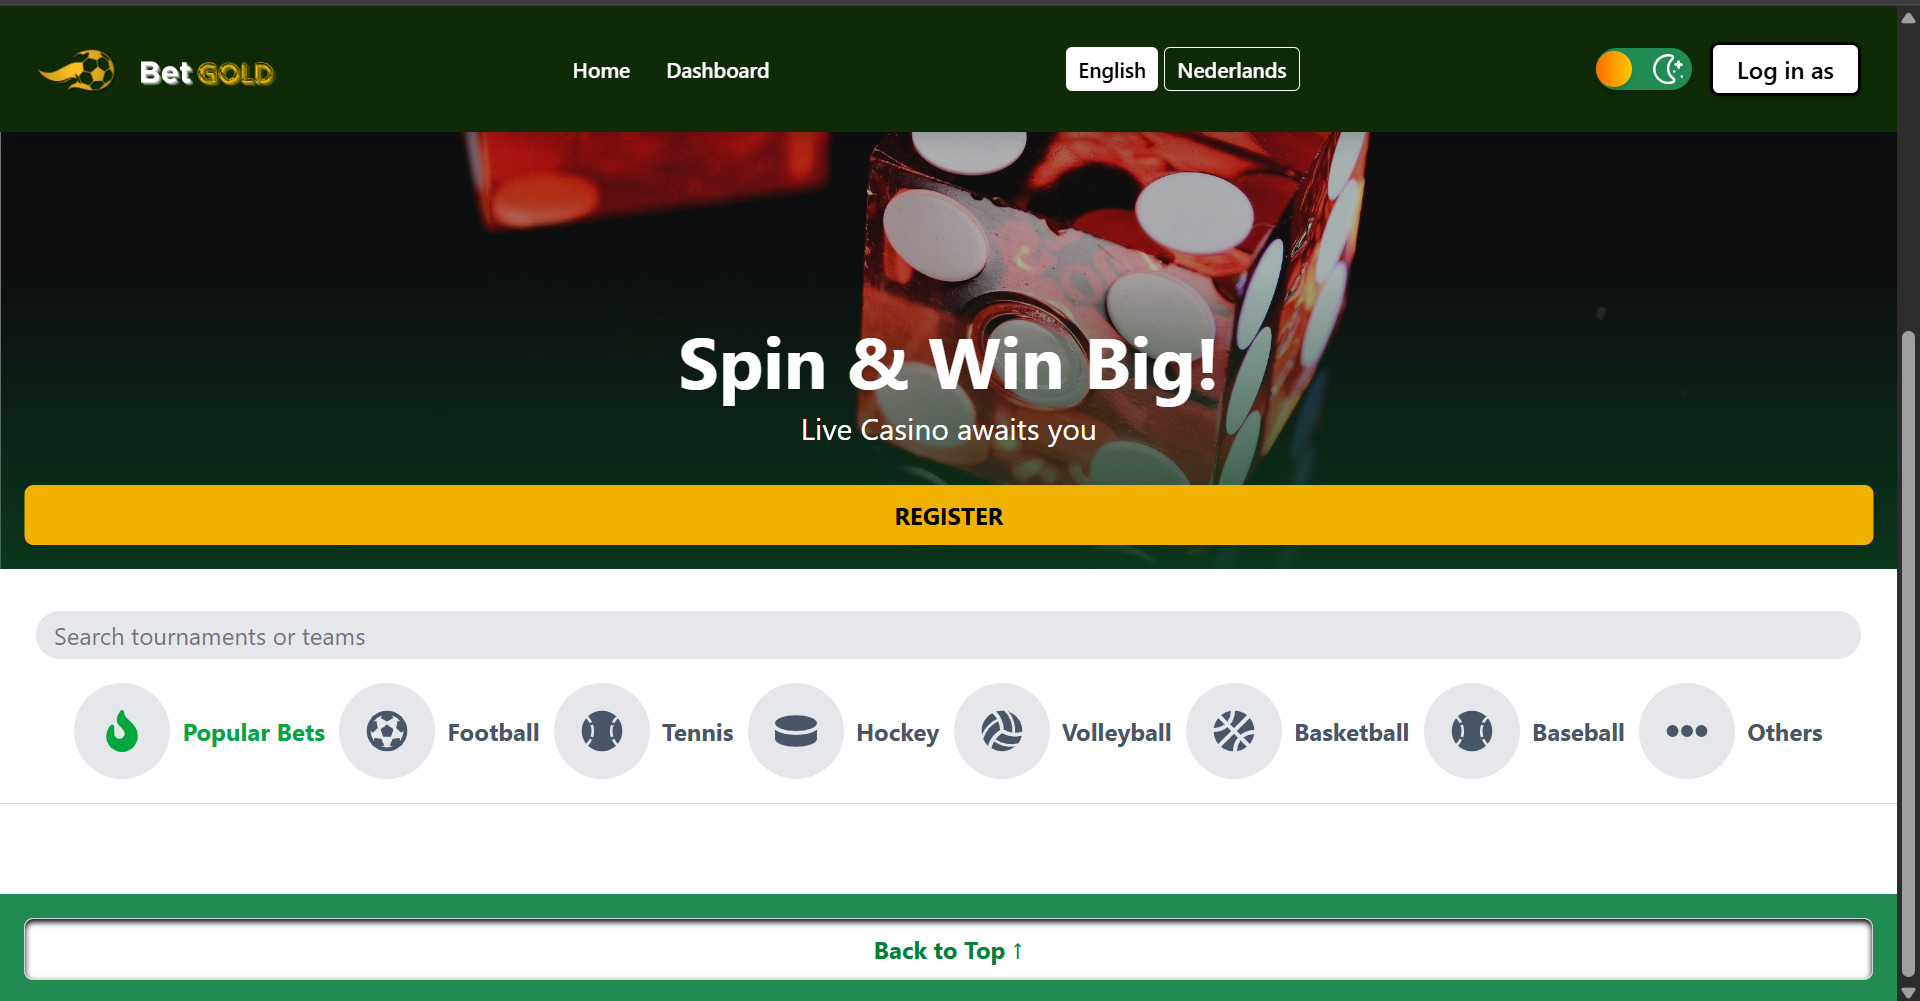 Bet GOLD
Home
Dashboard
English
Nederlands
Log in as
Spin & Win Big!
Live Casino awaits you
REGISTER
Search tournaments or teams
Popular Bets
Football
Tennis
Hockey
Volleyball
Basketball
Baseball
Others
Back to Top ↑